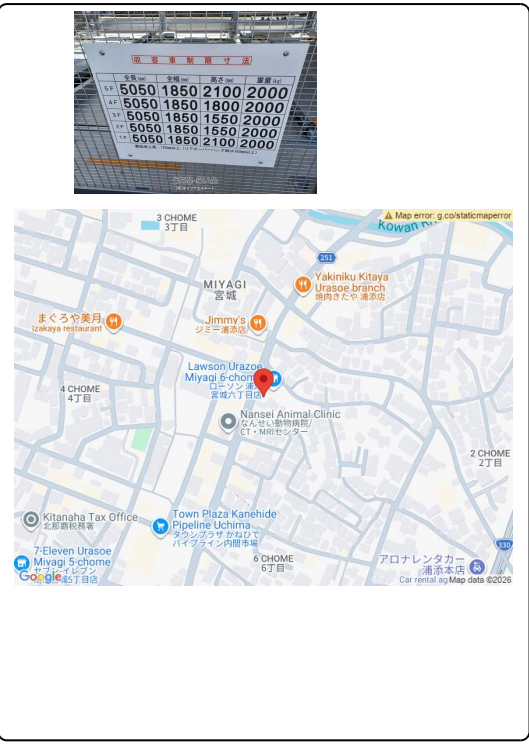 収容車制限寸法
全長(㎜) 全幅(㎜) 高さ(㎜) 重量(㎏)
5F 5050 1850 2100 2000
4F 5050 1850 1800 2000
3F 5050 1850 1550 2000
2F 5050 1850 1550 2000
1F 5050 1850 2100 2000
Map error: g.co/staticmaperror
3 CHOME
3丁目
Kowan
251
MIYAGI
宮城
Yakiniku Kitaya
Urasoe branch
焼肉きたや 浦添店
まぐろや美月
Izakaya restaurant
Jimmy's
ジミー浦添店
Lawson Urazoe
Miyagi 6-chome
ローソン 浦添
宮城六丁目店
4 CHOME
4丁目
Nansei Animal Clinic
なんせい動物病院/
CT・MRIセンター
2 CHOME
2丁目
Kitanaha Tax Office
北那覇税務署
Town Plaza Kanehide
Pipeline Uchima
タウンプラザ かねひで
パイプライン内間市場
330
7-Eleven Urasoe
Miyagi 5-chome
セブン-イレブン
5丁目店
6 CHOME
6丁目
アロナレンタカー
浦添本店
Car rental ag
Google
Map data ©2026